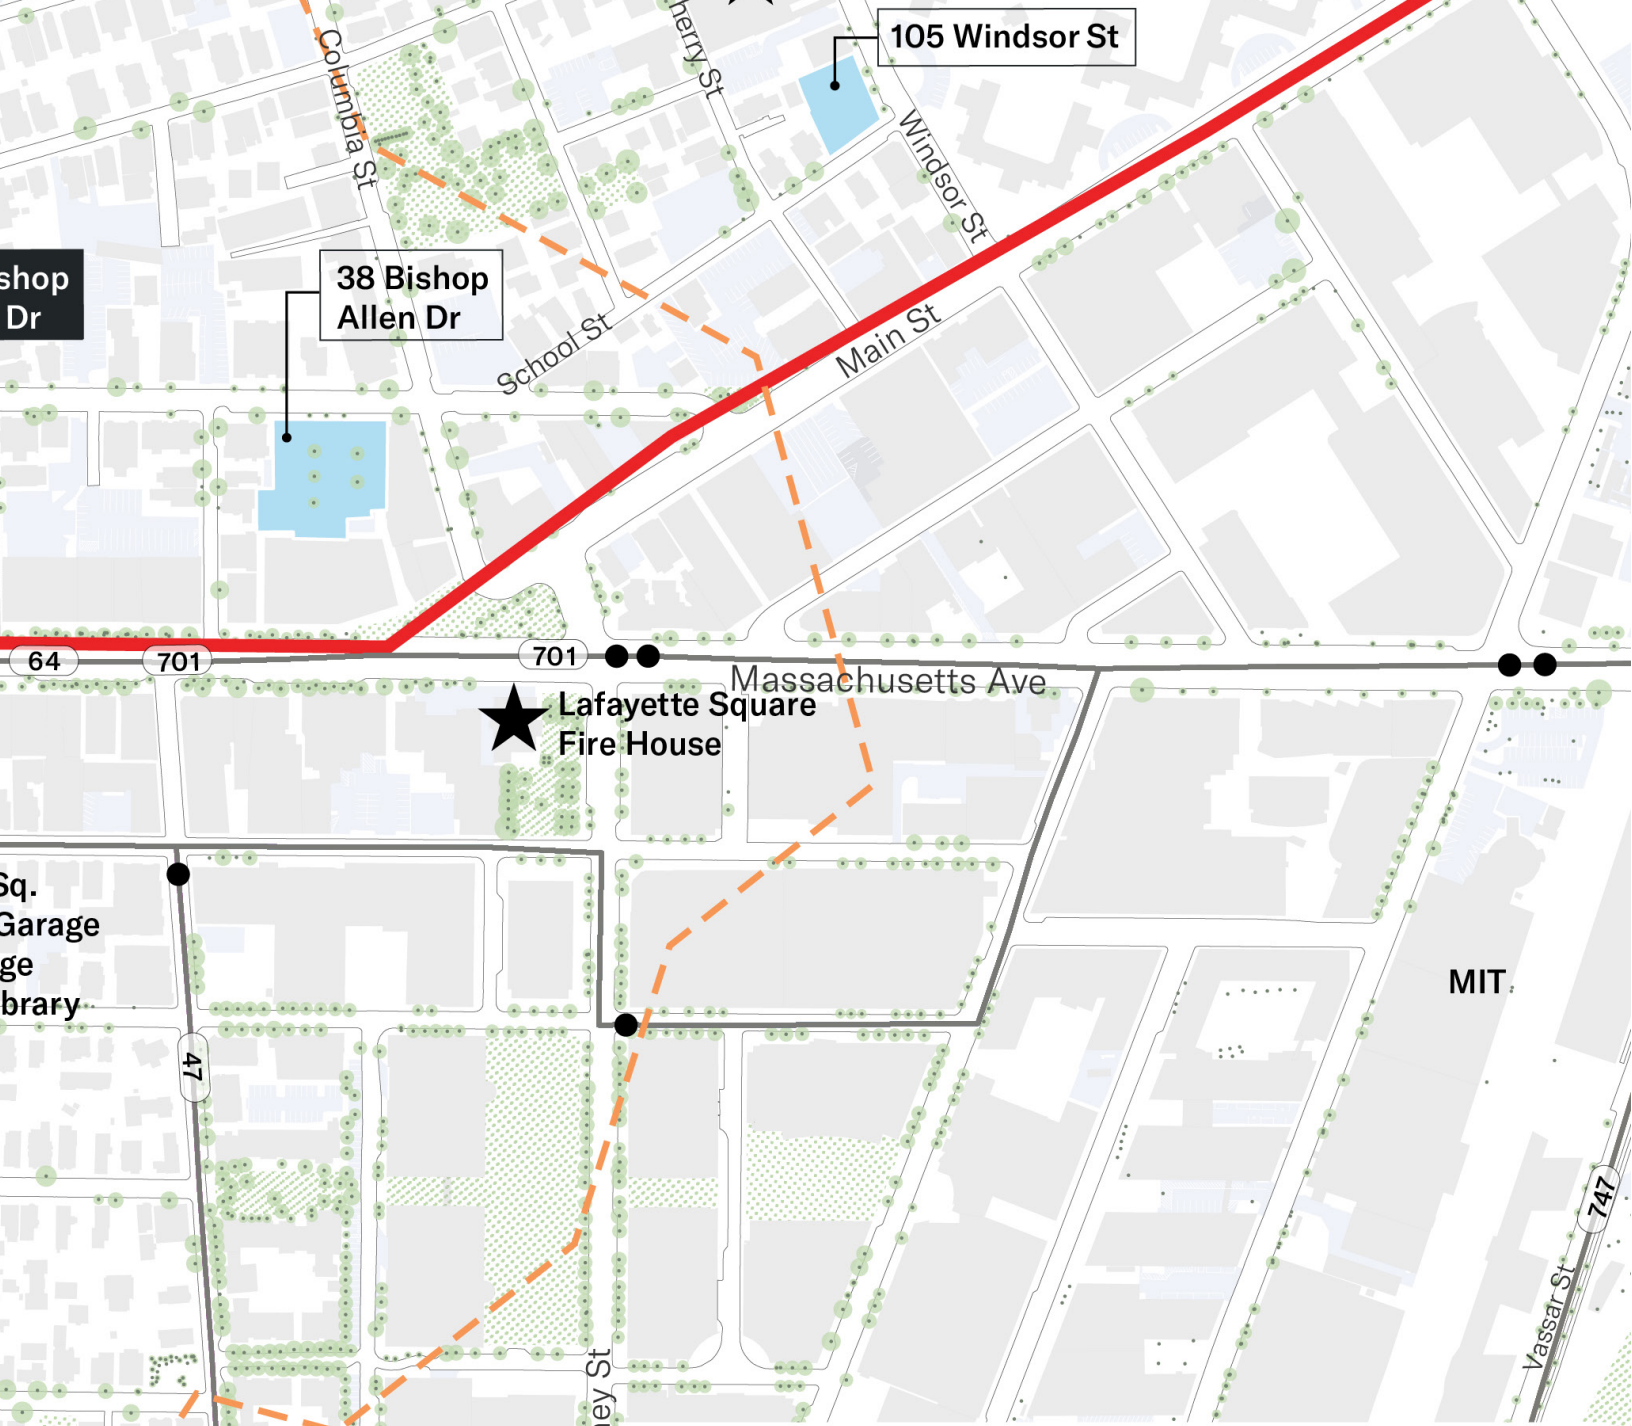 105 Windsor St
Columbia St
herry St
Windsor St
shop
Dr
38 Bishop
Allen Dr
School St
Main St
64
701
701
Massachusetts Ave
Lafayette Square
Fire House
Sq.
Garage
ge
brary
MIT
47
747
Vassar St
ney St